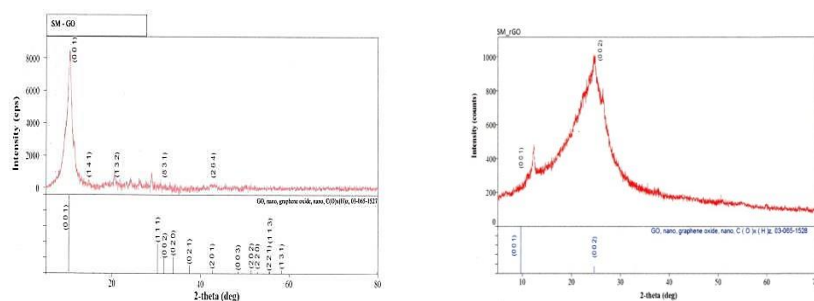 SM - GO
Intensity (cps)
8000
6000
4000
2000
0
(0 0 1)
(1 4 1)
(1 3 2)
(8 3 1)
(2 0 4)
GO, nano, graphene oxide, nano, C(O)x(H)z, 03-065-1527
(0 0 1)
(1 1 1)
(0 0 2)
(0 2 0)
(0 2 1)
(2 0 1)
(0 0 3)
(2 0 2)
(2 2 0)
(2 2 1)
(1 1 3)
(1 3 1)
20
40
60
80
2-theta (deg)
SM_rGO
Intensity (counts)
1000
800
600
400
200
(0 0 1)
(0 0 2)
GO, nano, graphene oxide, nano, C ( O )x ( H )z, 03-065-1528
(0 0 1)
(0 0 2)
10
20
30
40
50
60
2-theta (deg)